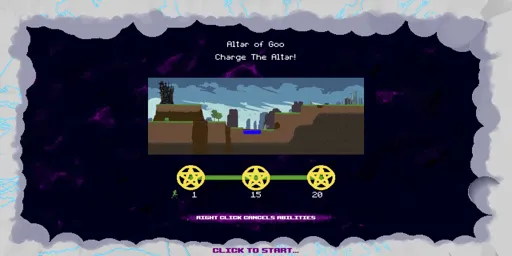 Altar of Goo
Charge The Altar!
1 15 20
RIGHT CLICK CANCELS ABILITIES
CLICK TO START...